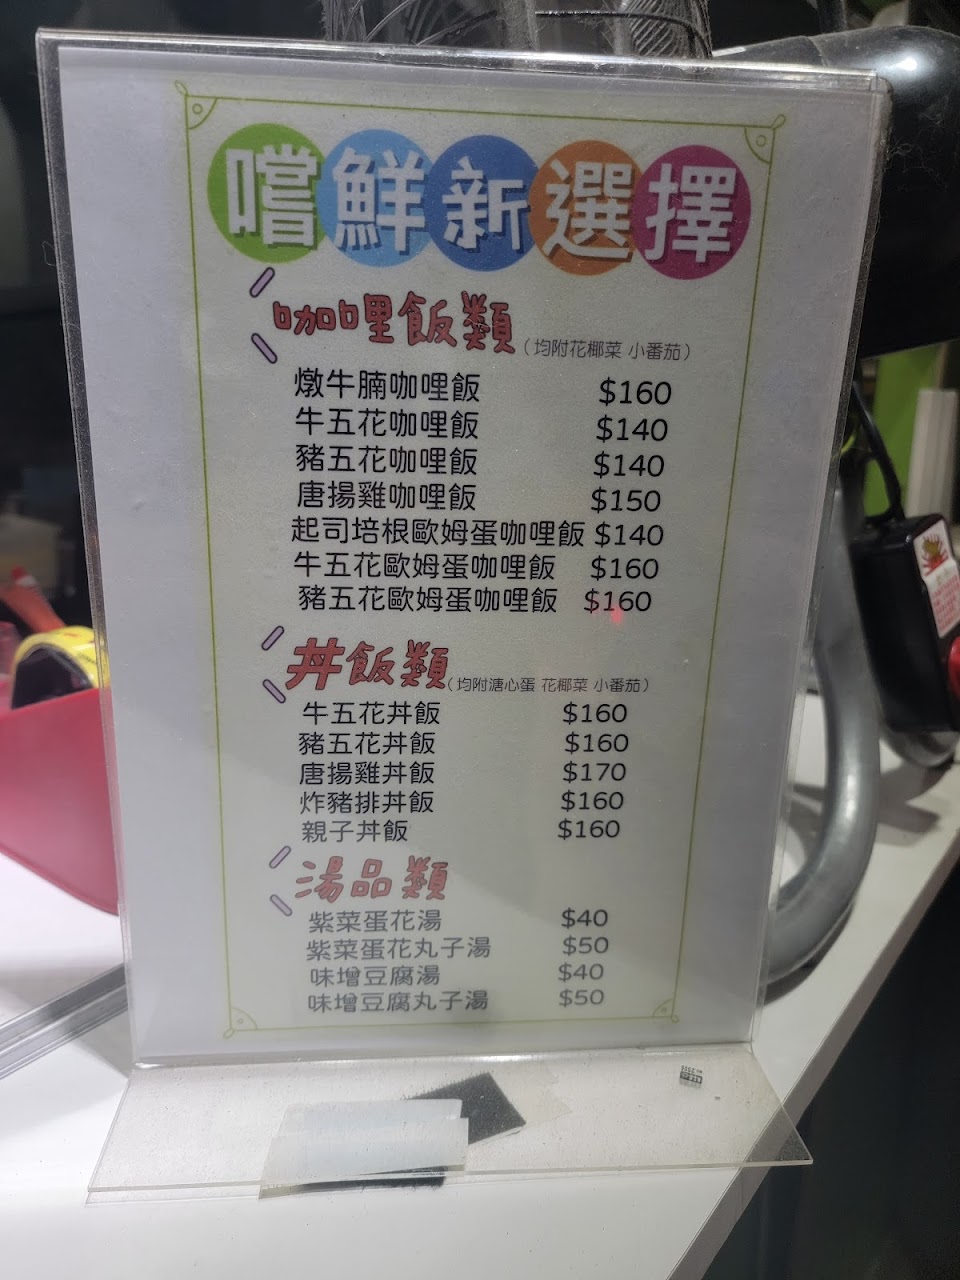 嚐鮮新選擇
咖哩飯類（均附花椰菜 小番茄）
燉牛腩咖哩飯 $160
牛五花咖哩飯 $140
豬五花咖哩飯 $140
唐揚雞咖哩飯 $150
起司培根歐姆蛋咖哩飯 $140
牛五花歐姆蛋咖哩飯 $160
豬五花歐姆蛋咖哩飯 $160
丼飯類（均附溏心蛋 花椰菜 小番茄）
牛五花丼飯 $160
豬五花丼飯 $160
唐揚雞丼飯 $170
炸豬排丼飯 $160
親子丼飯 $160
湯品類
紫菜蛋花湯 $40
紫菜蛋花丸子湯 $50
味增豆腐湯 $40
味增豆腐丸子湯 $50